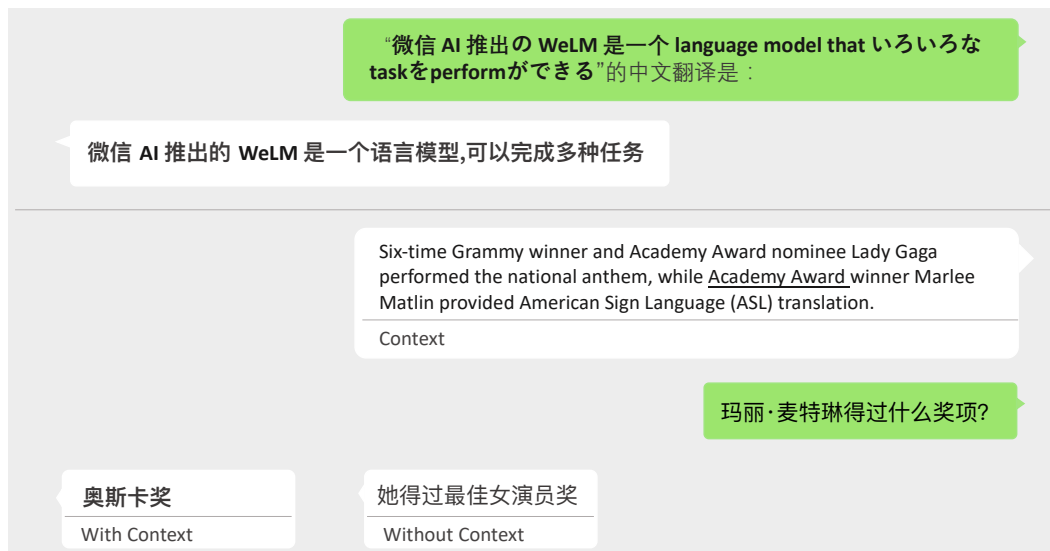 “微信 AI 推出の WeLM 是一个 language model that いろいろな
taskをperformができる”的中文翻译是：
微信 AI 推出的 WeLM 是一个语言模型,可以完成多种任务
Six-time Grammy winner and Academy Award nominee Lady Gaga
performed the national anthem, while Academy Award winner Marlee
Matlin provided American Sign Language (ASL) translation.
Context
玛丽·麦特琳得过什么奖项?
奥斯卡奖
With Context
她得过最佳女演员奖
Without Context